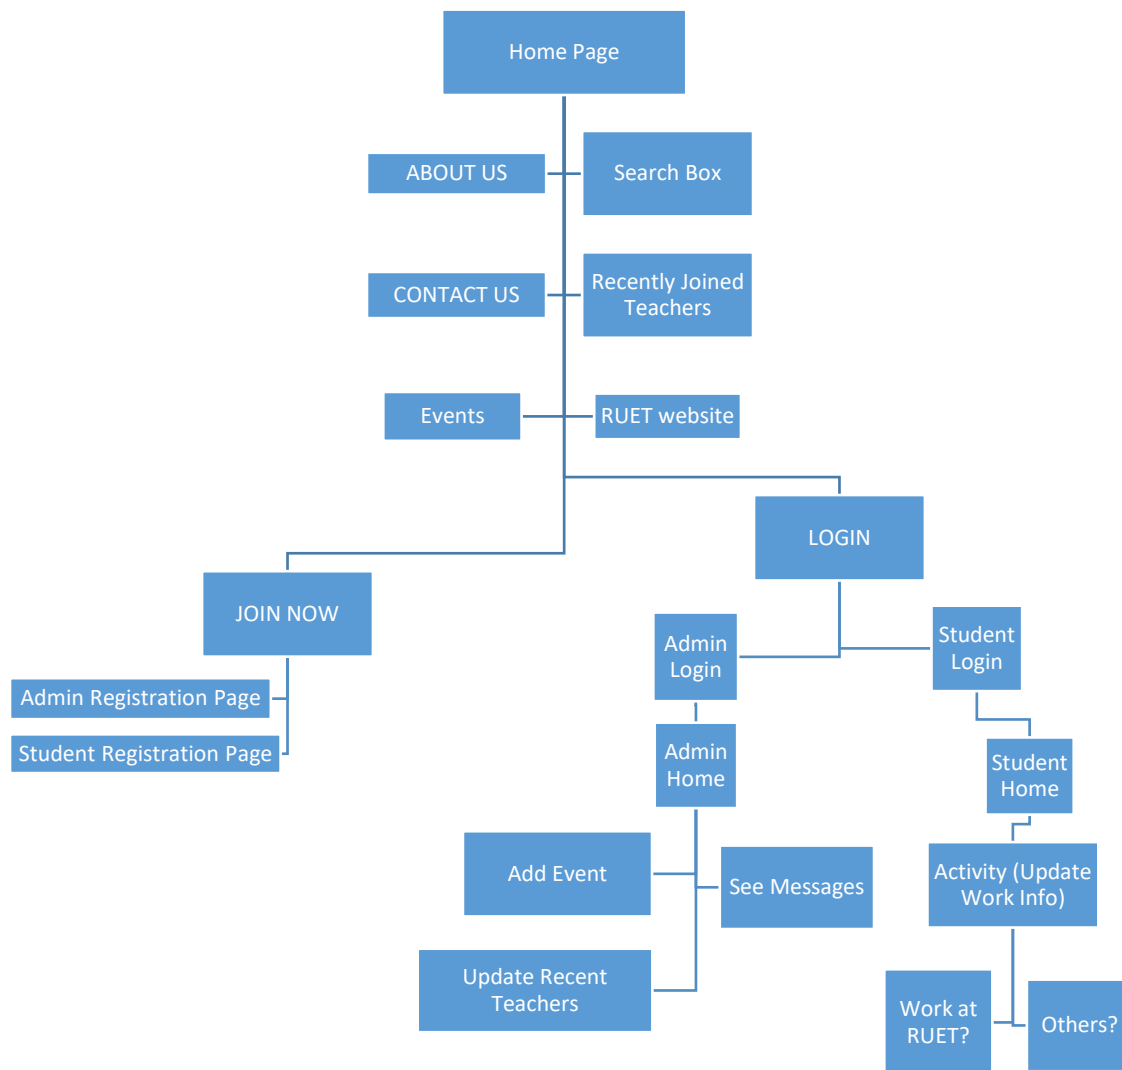 Home Page
ABOUT US
Search Box
CONTACT US
Recently Joined
Teachers
Events
RUET website
LOGIN
JOIN NOW
Admin
Login
Student
Login
Admin Registration Page
Student Registration Page
Admin
Home
Student
Home
Add Event
See Messages
Activity (Update
Work Info)
Update Recent
Teachers
Work at
RUET?
Others?